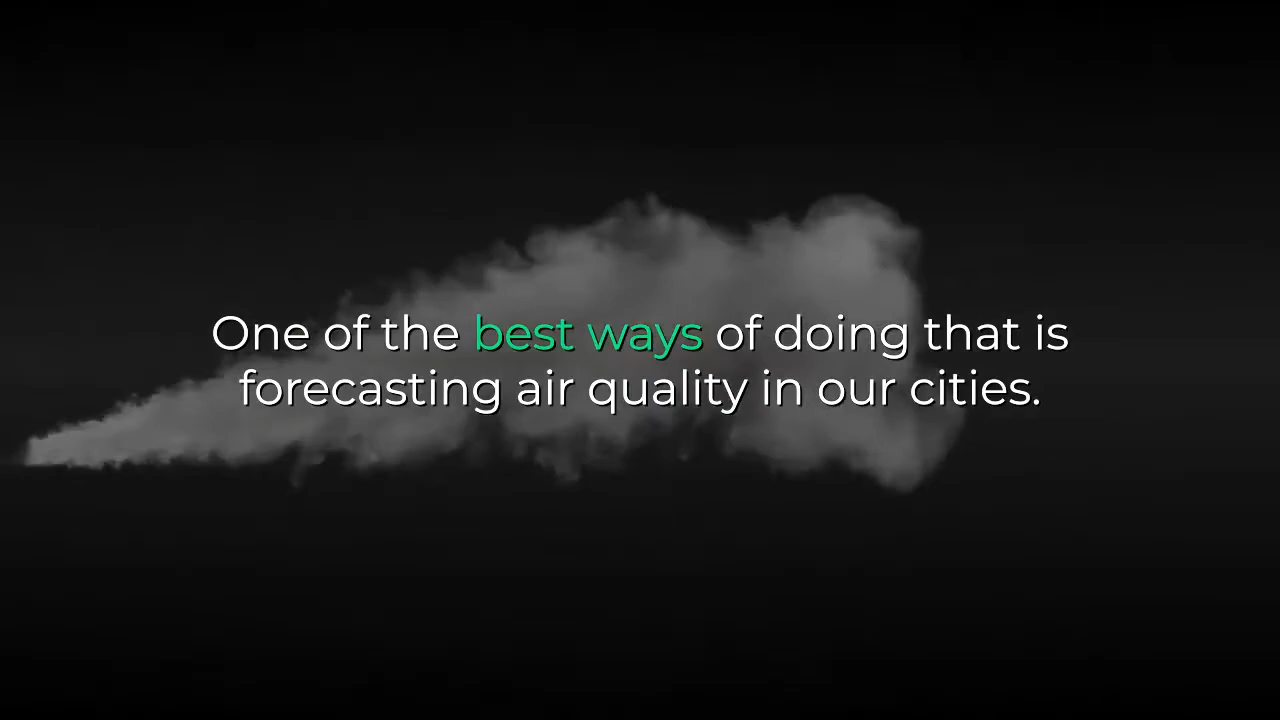 One of the best ways of doing that is
forecasting air quality in our cities.